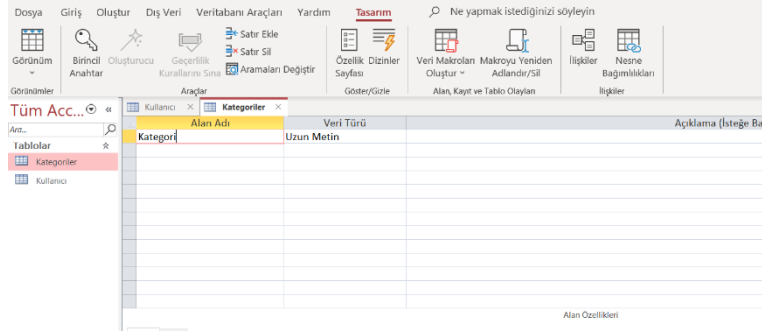 Dosya Giriş Oluştur Dış Veri Veritabanı Araçları Yardım Tasarım Ne yapmak istediğinizi söyleyin
Görünüm
Birincil Anahtar
Oluşturucu
Geçerlilik Kurallarını Sına
Satır Ekle
Satır Sil
Aramaları Değiştir
Özellik Sayfası
Dizinler
Veri Makroları Oluştur
Makroyu Yeniden Adlandır/Sil
İlişkiler
Nesne Bağımlılıkları
Görünümler Araçlar Göster/Gizle Alan, Kayıt ve Tablo Olayları İlişkiler
Tüm Acc... «
Ara...
Tablolar
Kategoriler
Kullanıcı
Kullanıcı × Kategoriler ×
Alan Adı Veri Türü Açıklama (İsteğe Ba
Kategori Uzun Metin
Alan Özellikleri